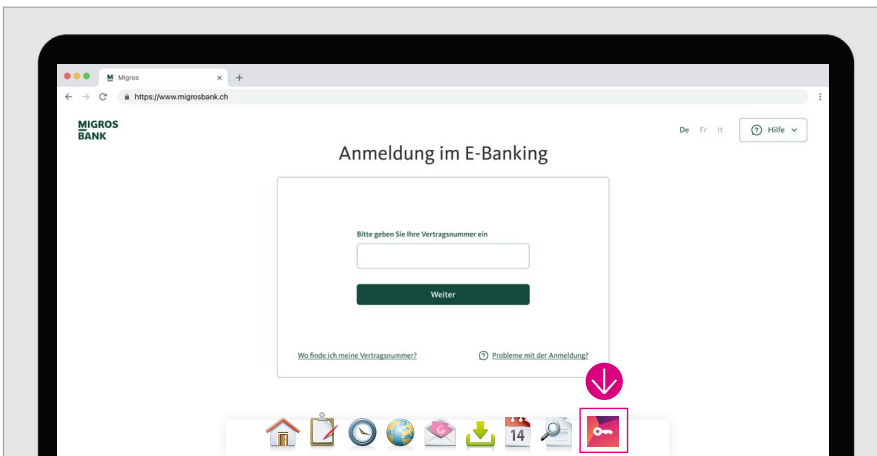 Migros
https://www.migrosbank.ch
MIGROS
BANK
De Fr It
Hilfe
Anmeldung im E-Banking
Bitte geben Sie Ihre Vertragsnummer ein
Weiter
Wo finde ich meine Vertragsnummer?
Probleme mit der Anmeldung?
14